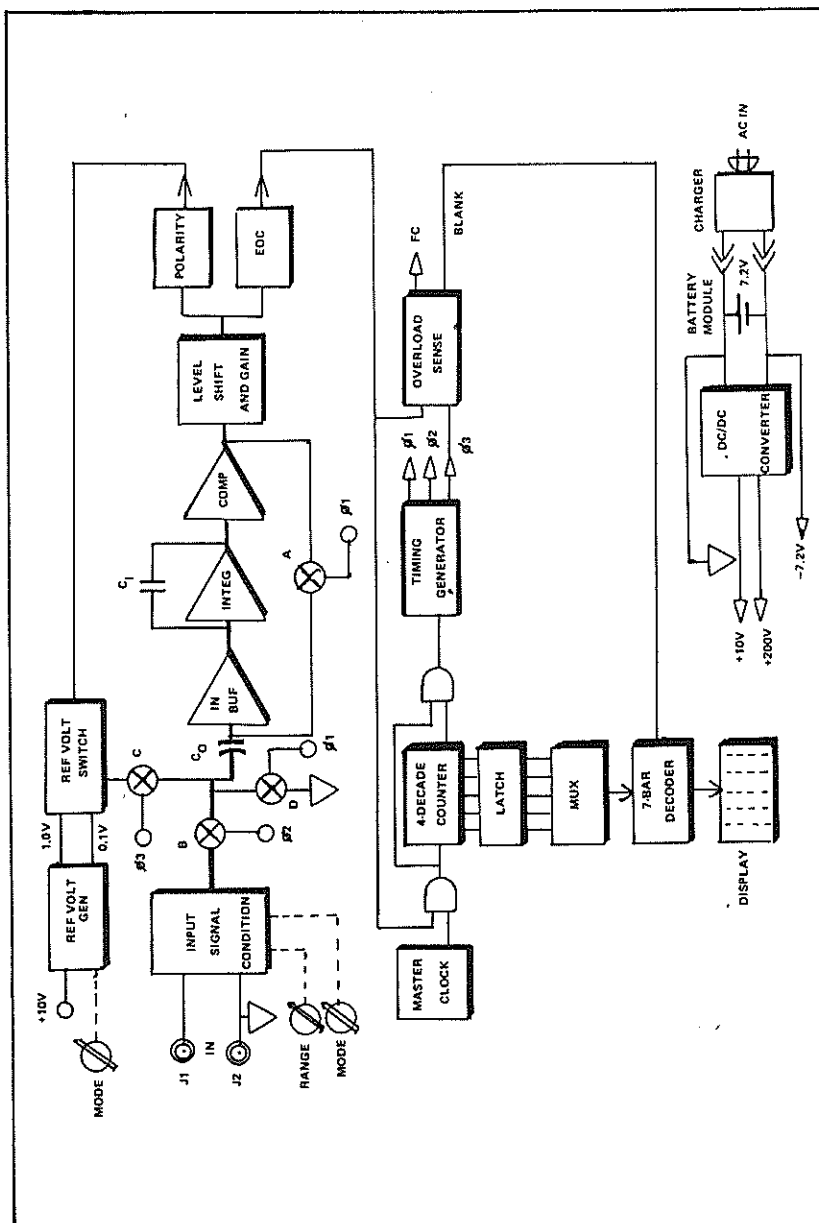 +10V
MODE
REF VOLT
GEN
1.0V
0.1V
REF VOLT
SWITCH
C
ø3
J1
IN
J2
INPUT
SIGNAL
CONDITION
RANGE
MODE
B
ø2
D
ø1
CO
IN
BUF
CI
INTEG
COMP
A
ø1
LEVEL
SHIFT
AND GAIN
POLARITY
EOC
MASTER
CLOCK
4-DECADE
COUNTER
LATCH
MUX
7-BAR
DECODER
DISPLAY
TIMING
GENERATOR
ø1
ø2
ø3
OVERLOAD
SENSE
FC
BLANK
+10V
+200V
-7.2V
DC/DC
CONVERTER
BATTERY
MODULE
7.2V
CHARGER
AC IN